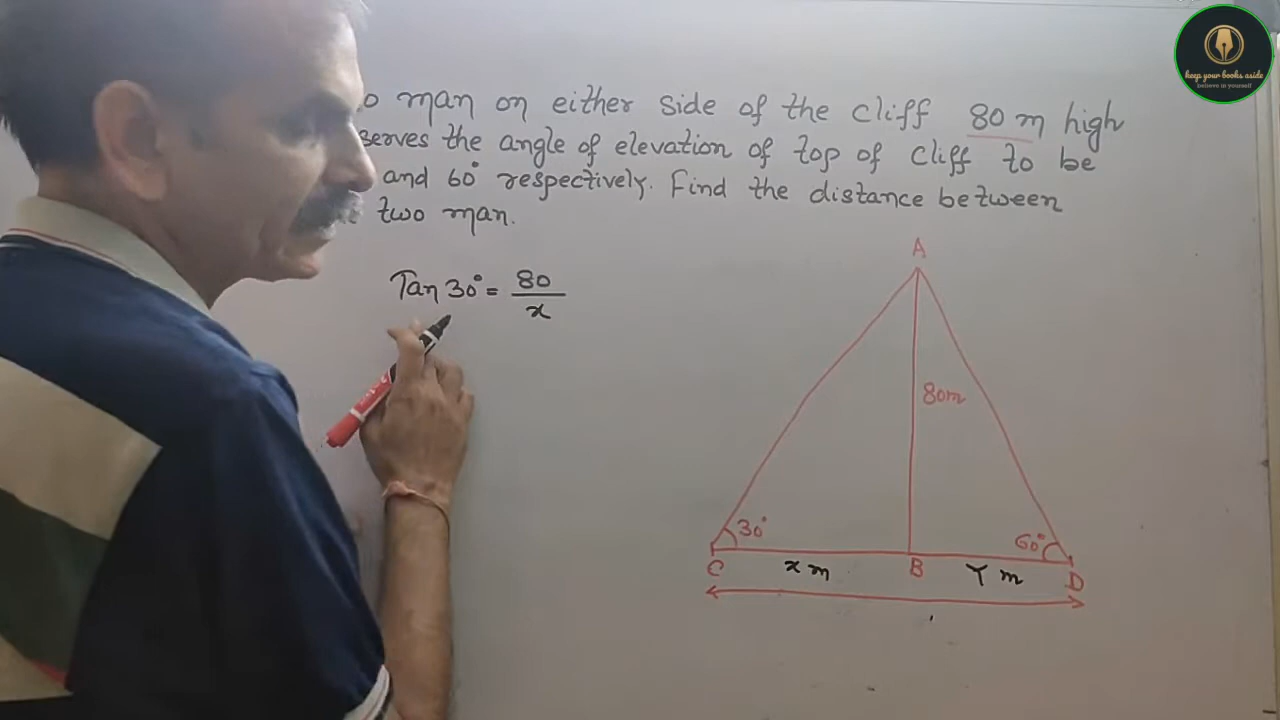 o man on either side of the Cliff 80 m high
serves the angle of elevation of top of Cliff to be
and 60° respectively. Find the distance between
two man.
Tan 30° = 80/x
A
80m
30°
60°
C
x m
B
Y m
D
keep your books aside
believe in yourself